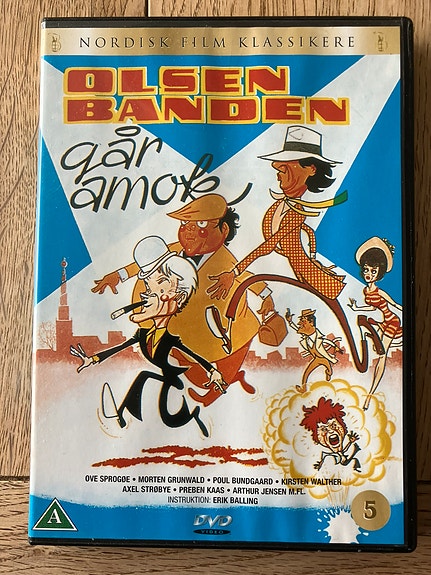 NORDISK FILM KLASSIKERE
OLSEN
BANDEN
går
amok
OVE SPROGØE • MORTEN GRUNWALD • POUL BUNDGAARD • KIRSTEN WALTHER
AXEL STRØBYE • PREBEN KAAS • ARTHUR JENSEN M.FL.
INSTRUKTION: ERIK BALLING
A
DVD
VIDEO
5